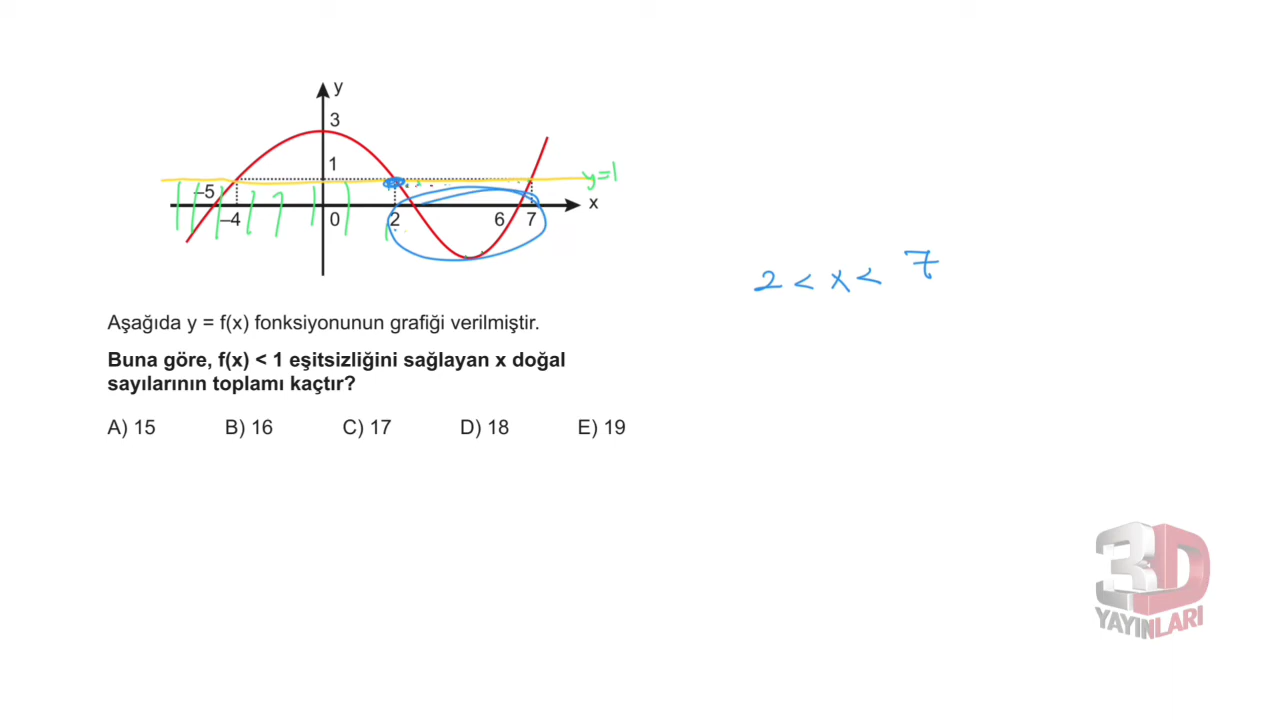 y
3
1
y=1
–5
x
–4
0
2
6
7
2 < x < 7
Aşağıda y = f(x) fonksiyonunun grafiği verilmiştir.
Buna göre, f(x) < 1 eşitsizliğini sağlayan x doğal
sayılarının toplamı kaçtır?
A) 15 B) 16 C) 17 D) 18 E) 19
3D
YAYINLARI